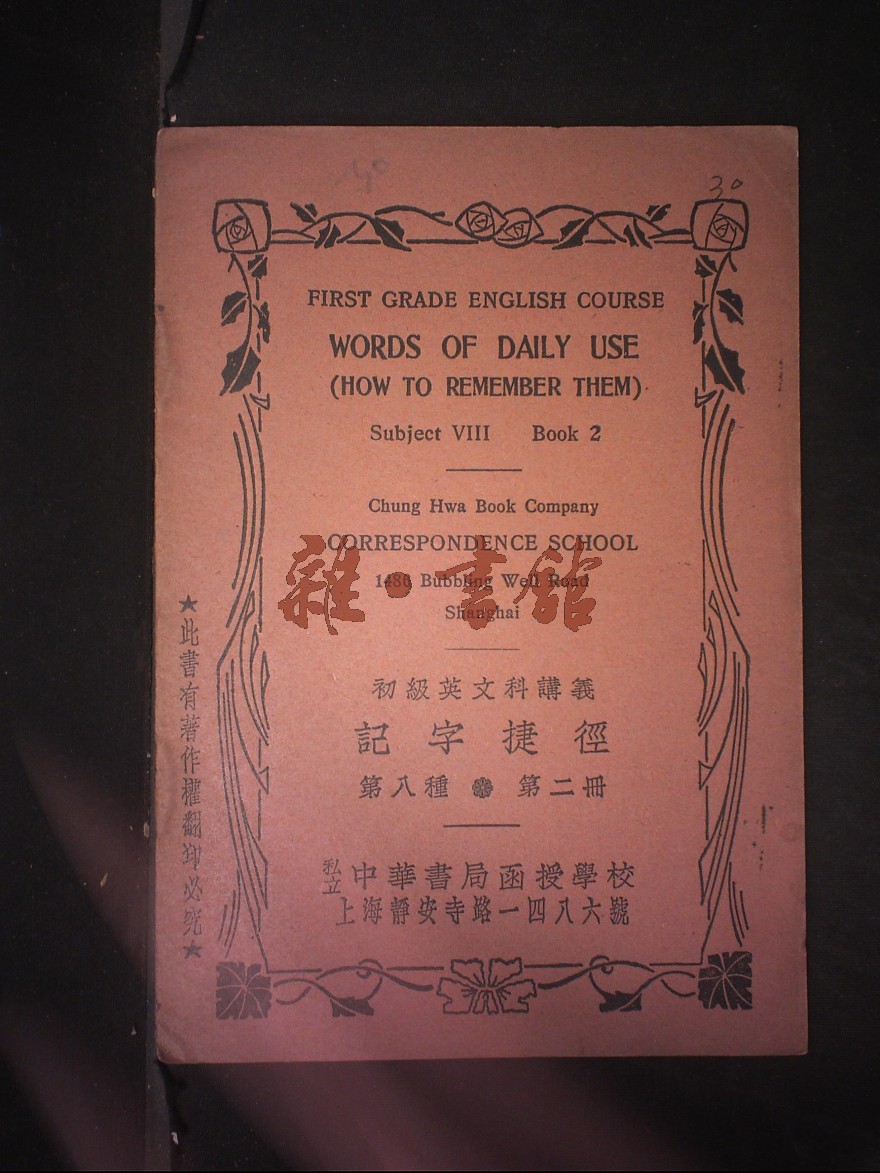 30
FIRST GRADE ENGLISH COURSE
WORDS OF DAILY USE
(HOW TO REMEMBER THEM)
Subject VIII Book 2
Chung Hwa Book Company
CORRESPONDENCE SCHOOL
1486 Bubbling Well Road
Shanghai
雜·書館
初級英文科講義
記字捷徑
第八種 第二冊
私立中華書局函授學校
上海靜安寺路一四八六號
★此書有著作權翻印必究★